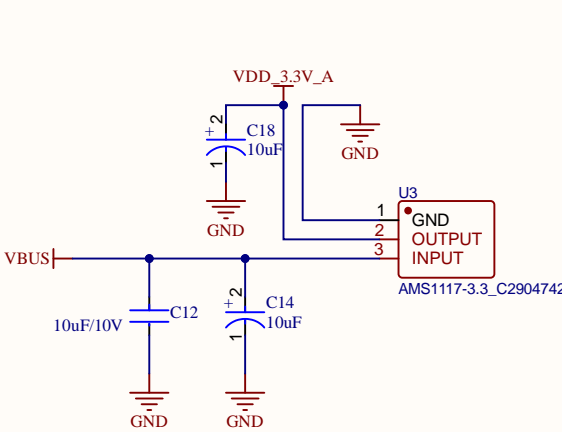 VDD_3.3V_A
2
+
C18
10uF
1
GND
GND
U3
1
GND
2
OUTPUT
3
INPUT
VBUS
AMS1117-3.3_C2904742
C12
10uF/10V
2
+
C14
10uF
1
GND
GND